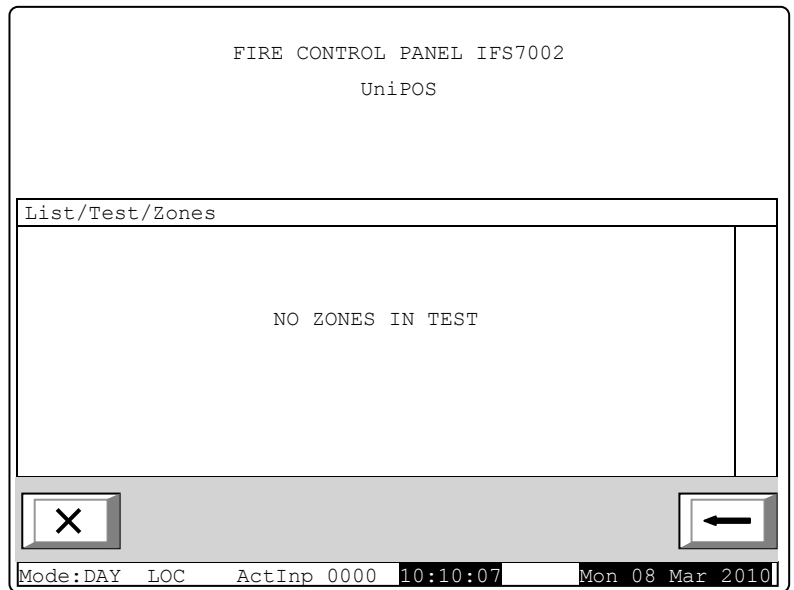 FIRE CONTROL PANEL IFS7002
UniPOS
List/Test/Zones
NO ZONES IN TEST
Mode:DAY LOC ActInp 0000 10:10:07 Mon 08 Mar 2010